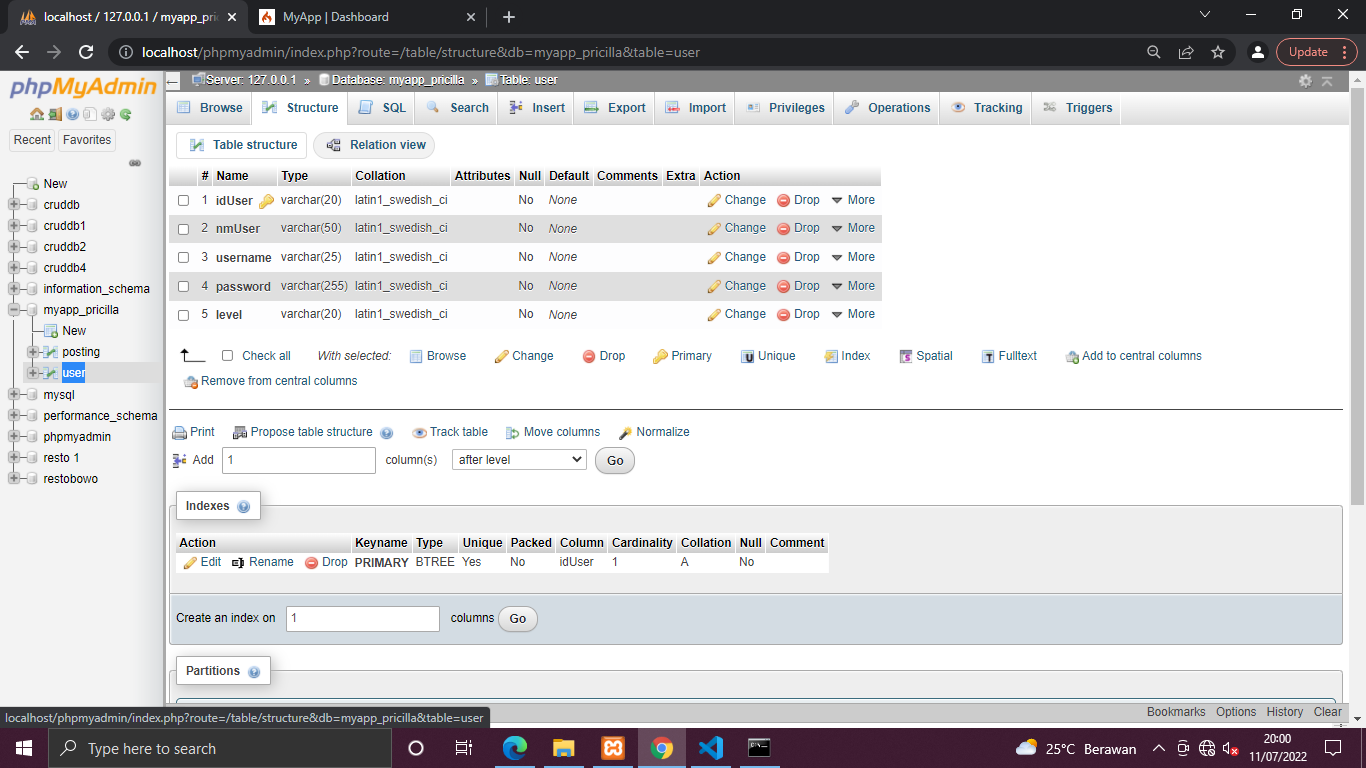 localhost / 127.0.0.1 / myapp_pri
MyApp | Dashboard
localhost/phpmyadmin/index.php?route=/table/structure&db=myapp_pricilla&table=user
Update
phpMyAdmin
Recent Favorites
New
cruddb
cruddb1
cruddb2
cruddb4
information_schema
myapp_pricilla
New
posting
user
mysql
performance_schema
phpmyadmin
resto 1
restobowo
Server: 127.0.0.1 » Database: myapp_pricilla » Table: user
Browse Structure SQL Search Insert Export Import Privileges Operations Tracking Triggers
Table structure Relation view
# Name Type Collation Attributes Null Default Comments Extra Action
1 idUser varchar(20) latin1_swedish_ci No None Change Drop More
2 nmUser varchar(50) latin1_swedish_ci No None Change Drop More
3 username varchar(25) latin1_swedish_ci No None Change Drop More
4 password varchar(255) latin1_swedish_ci No None Change Drop More
5 level varchar(20) latin1_swedish_ci No None Change Drop More
Check all With selected: Browse Change Drop Primary Unique Index Spatial Fulltext Add to central columns
Remove from central columns
Print Propose table structure Track table Move columns Normalize
Add 1 column(s) after level Go
Indexes
Action Keyname Type Unique Packed Column Cardinality Collation Null Comment
Edit Rename Drop PRIMARY BTREE Yes No idUser 1 A No
Create an index on 1 columns Go
Partitions
Bookmarks Options History Clear
localhost/phpmyadmin/index.php?route=/table/structure&db=myapp_pricilla&table=user
Type here to search
25°C Berawan
20:00
11/07/2022